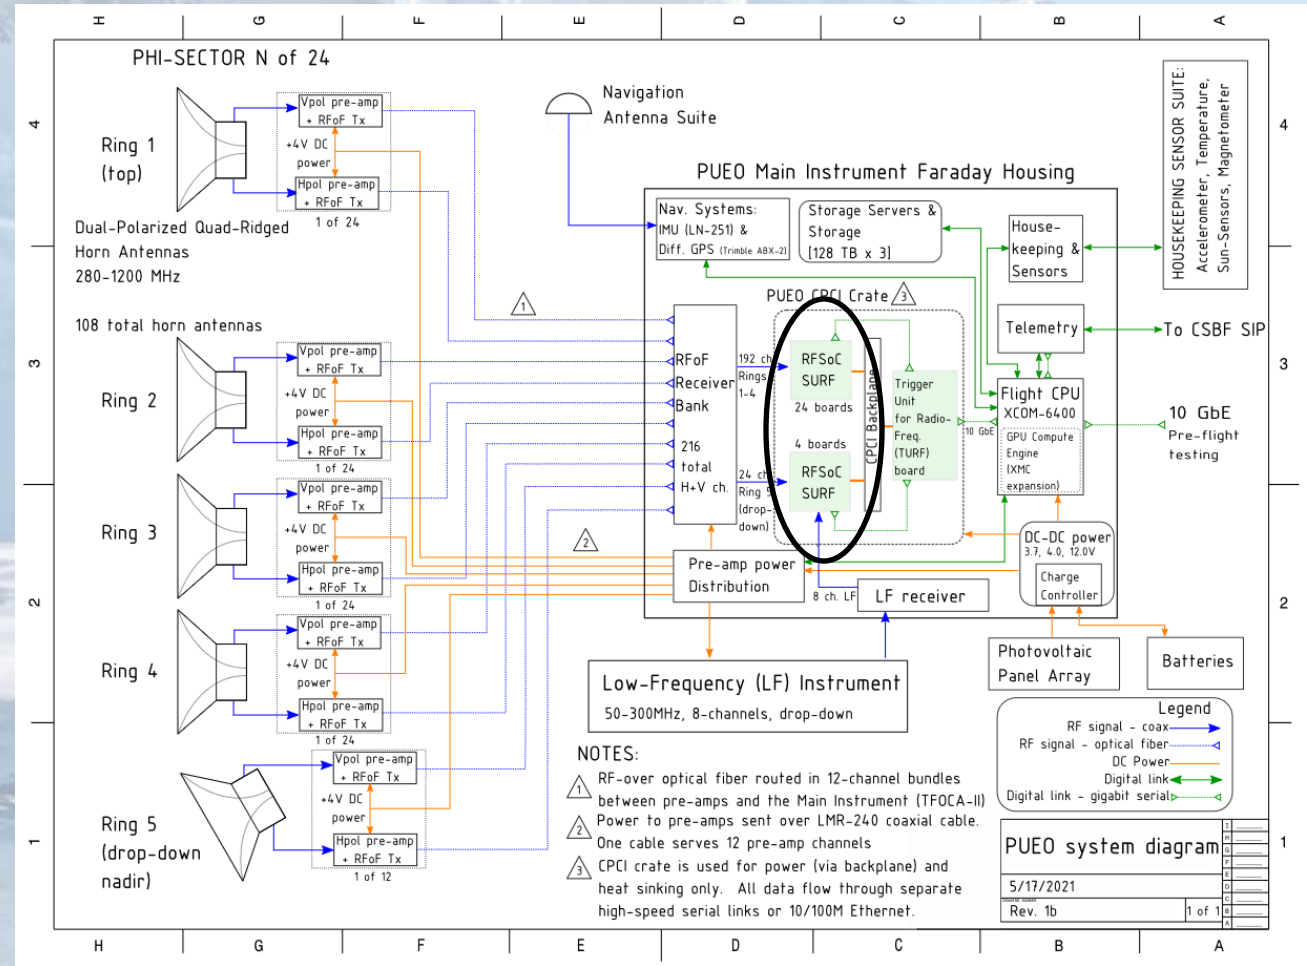 H G F E D C B A
PHI-SECTOR N of 24
4
Ring 1
(top)
Vpol pre-amp
+ RFoF Tx
+4V DC
power
Hpol pre-amp
+ RFoF Tx
1 of 24
Dual-Polarized Quad-Ridged
Horn Antennas
280-1200 MHz
108 total horn antennas
3
Ring 2
Vpol pre-amp
+ RFoF Tx
+4V DC
power
Hpol pre-amp
+ RFoF Tx
1 of 24
Ring 3
Vpol pre-amp
+ RFoF Tx
+4V DC
power
Hpol pre-amp
+ RFoF Tx
1 of 24
2
Ring 4
Vpol pre-amp
+ RFoF Tx
+4V DC
power
Hpol pre-amp
+ RFoF Tx
1 of 24
1
Ring 5
(drop-down
nadir)
Vpol pre-amp
+ RFoF Tx
+4V DC
power
Hpol pre-amp
+ RFoF Tx
1 of 12
Navigation
Antenna Suite
1
2
PUEO Main Instrument Faraday Housing
Nav. Systems:
IMU (LN-251) &
Diff. GPS (Trimble ABX-2)
Storage Servers &
Storage
[128 TB x 3]
House-
keeping &
Sensors
HOUSEKEEPING SENSOR SUITE:
Accelerometer, Temperature,
Sun-Sensors, Magnetometer
4
PUEO CPCI Crate
3
RFoF
Receiver
Bank
216
total
H+V ch.
192 ch
Rings
1-4
RFSoC
SURF
24 boards
4 boards
RFSoC
SURF
24 ch
Ring 5
(drop-
down)
CPCI Backplane
Trigger
Unit
for Radio-
Freq.
(TURF)
board
10 GbE
Telemetry
To CSBF SIP
3
Flight CPU
XCOM-6400
GPU Compute
Engine
(XMC
expansion)
10 GbE
Pre-flight
testing
DC-DC power
3.7, 4.0, 12.0V
Charge
Controller
2
Pre-amp power
Distribution
8 ch. LF
LF receiver
Photovoltaic
Panel Array
Batteries
Low-Frequency (LF) Instrument
50-300MHz, 8-channels, drop-down
Legend
RF signal - coax
RF signal - optical fiber
DC Power
Digital link
Digital link - gigabit serial
NOTES:
1 RF-over optical fiber routed in 12-channel bundles
between pre-amps and the Main Instrument (TFOCA-II)
2 Power to pre-amps sent over LMR-240 coaxial cable.
One cable serves 12 pre-amp channels
3 CPCI crate is used for power (via backplane) and
heat sinking only. All data flow through separate
high-speed serial links or 10/100M Ethernet.
PUEO system diagram
5/17/2021
Rev. 1b
1 of 1
I
H
G
F
E
D
C
B
A
1
H G F E D C B A